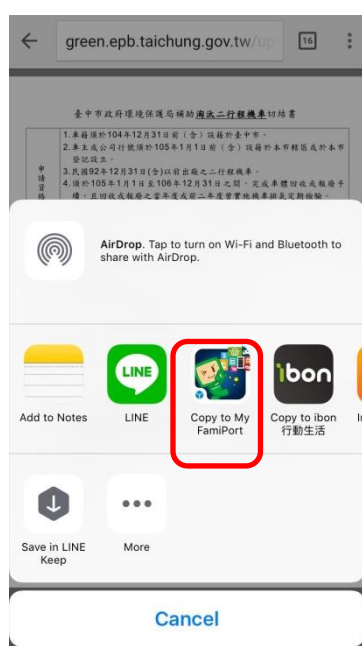 green.epb.taichung.gov.tw/up
16
臺中市政府環境保護局補助淘汰二行程機車切結書
申請資格
1.車籍須於104年12月31日前（含）設籍於臺中市。
2.車主或公司行號須於105年1月1日前（含）設籍於本市轄區或於本市
登記設立。
3.民國92年12月31日(含)以前出廠之二行程機車。
4.須於105年1月1日至106年12月31日之間，完成車體回收或報廢手
續，且回收或報廢之當年度或前二年度曾實施機車排氣定期檢驗。
AirDrop. Tap to turn on Wi-Fi and Bluetooth to
share with AirDrop.
LINE
ibon
Add to Notes
LINE
Copy to My
FamiPort
Copy to ibon
行動生活
Save in LINE
Keep
More
Cancel